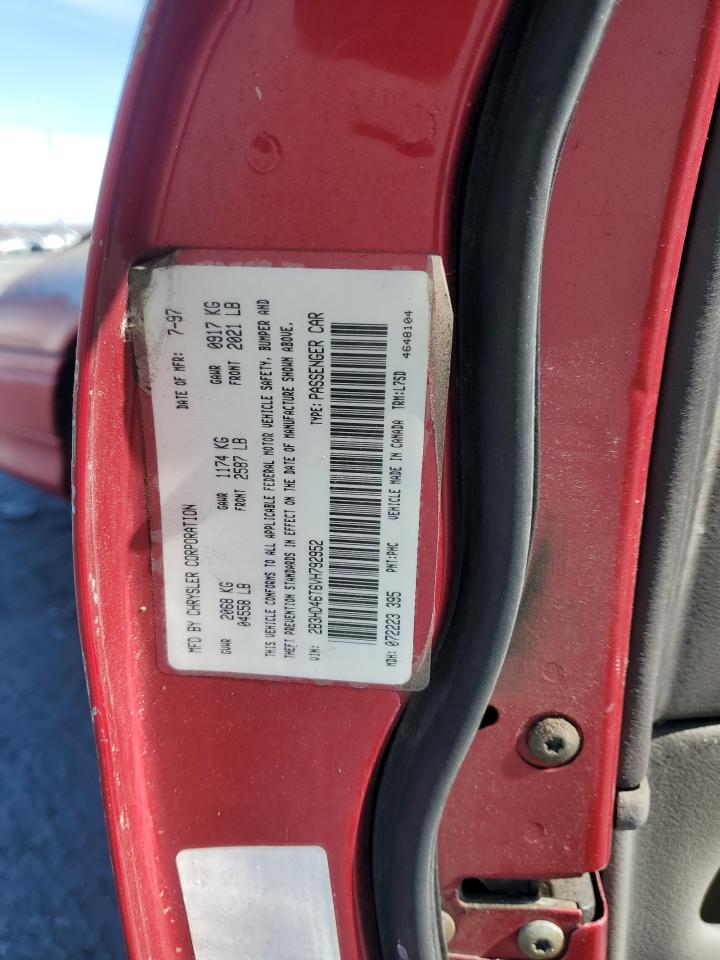 MFD BY CHRYSLER CORPORATION DATE OF MFR: 7-97
GVWR 2068 KG GAWR 1174 KG GAWR 0917 KG
04558 LB FRONT 2587 LB FRONT 2021 LB
THIS VEHICLE CONFORMS TO ALL APPLICABLE FEDERAL MOTOR VEHICLE SAFETY, BUMPER AND
THEFT PREVENTION STANDARDS IN EFFECT ON THE DATE OF MANUFACTURE SHOWN ABOVE.
VIN: 2B3HD46T6VH792952 TYPE: PASSENGER CAR
MDH: 072223 395 PNT:PHC VEHICLE MADE IN CANADA TRM:L7SD
4648104